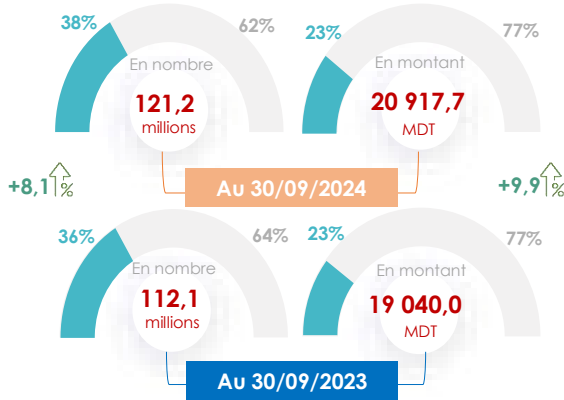 38%
62%
En nombre
121,2
millions
23%
77%
En montant
20 917,7
MDT
+8,1%
Au 30/09/2024
+9,9%
36%
64%
En nombre
112,1
millions
23%
77%
En montant
19 040,0
MDT
Au 30/09/2023